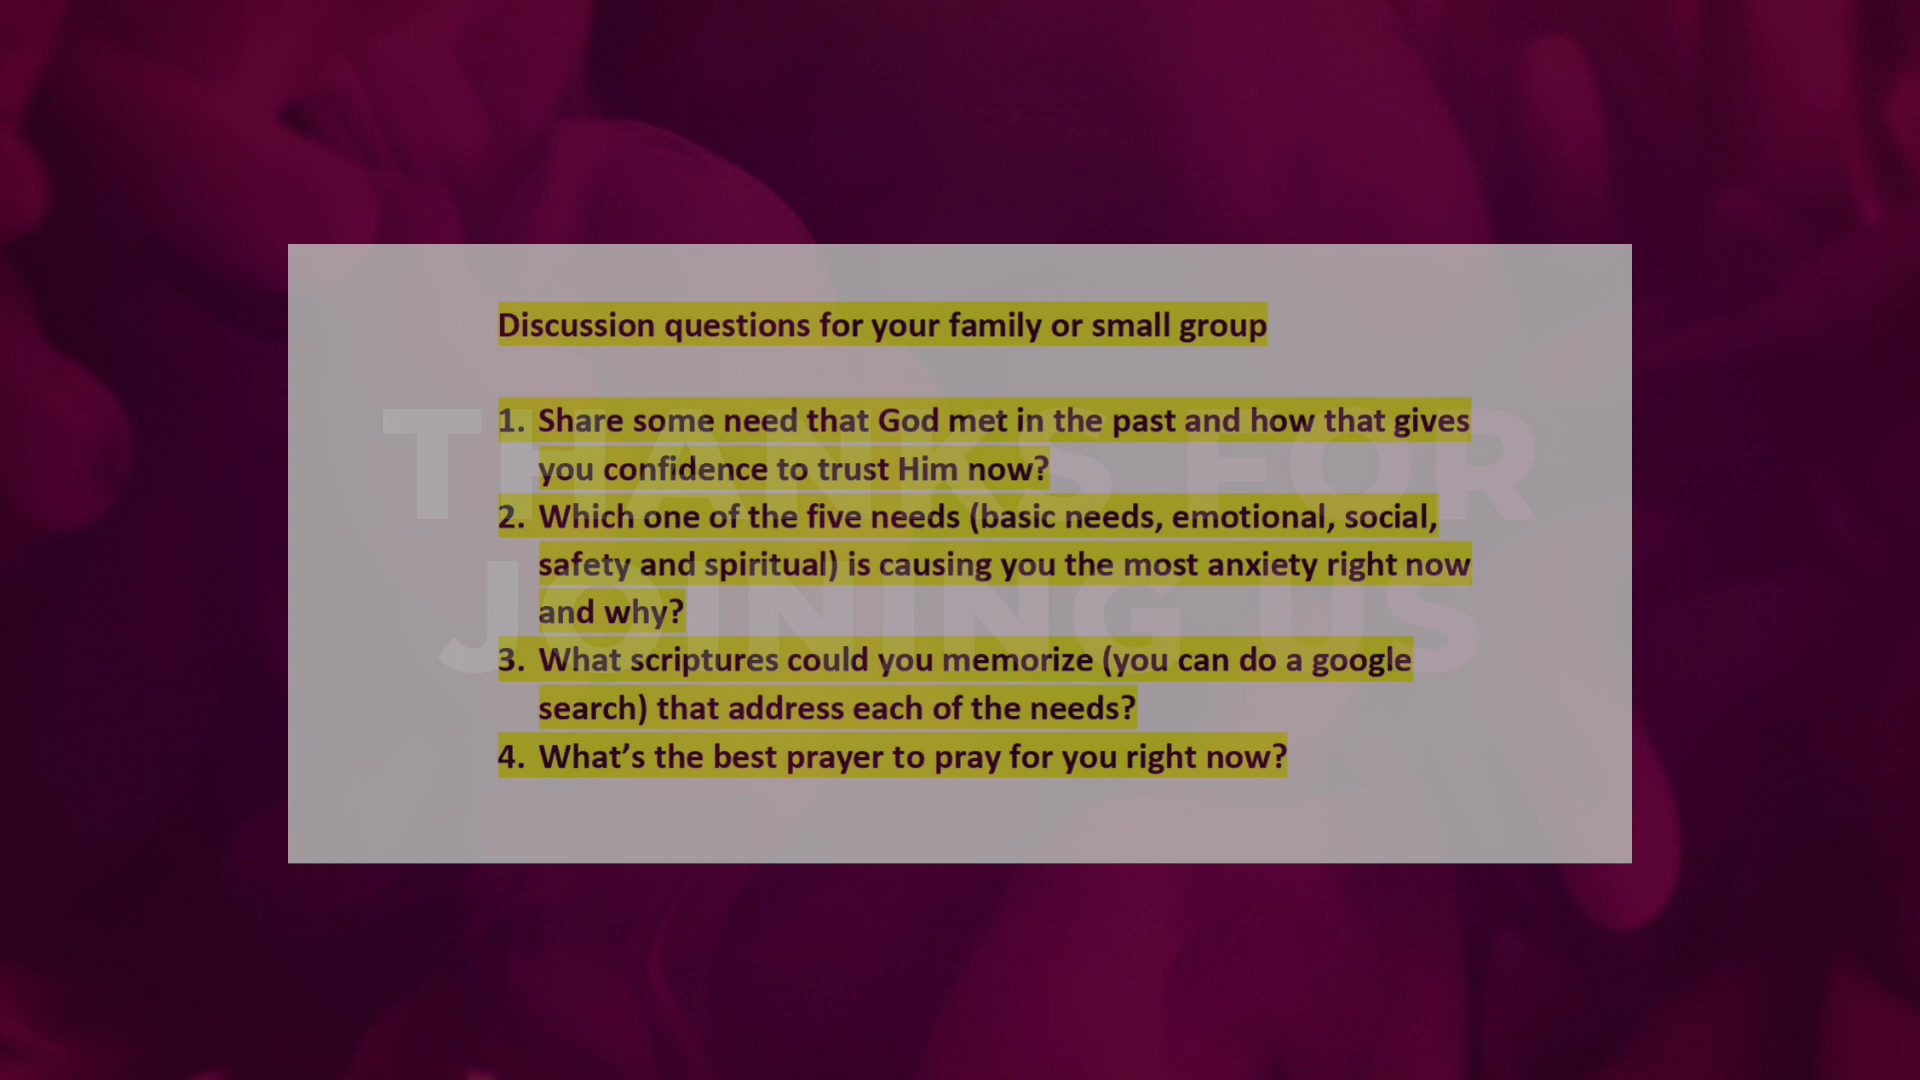 Discussion questions for your family or small group
1. Share some need that God met in the past and how that gives
you confidence to trust Him now?
2. Which one of the five needs (basic needs, emotional, social,
safety and spiritual) is causing you the most anxiety right now
and why?
3. What scriptures could you memorize (you can do a google
search) that address each of the needs?
4. What’s the best prayer to pray for you right now?
THANKS FOR
JOINING US